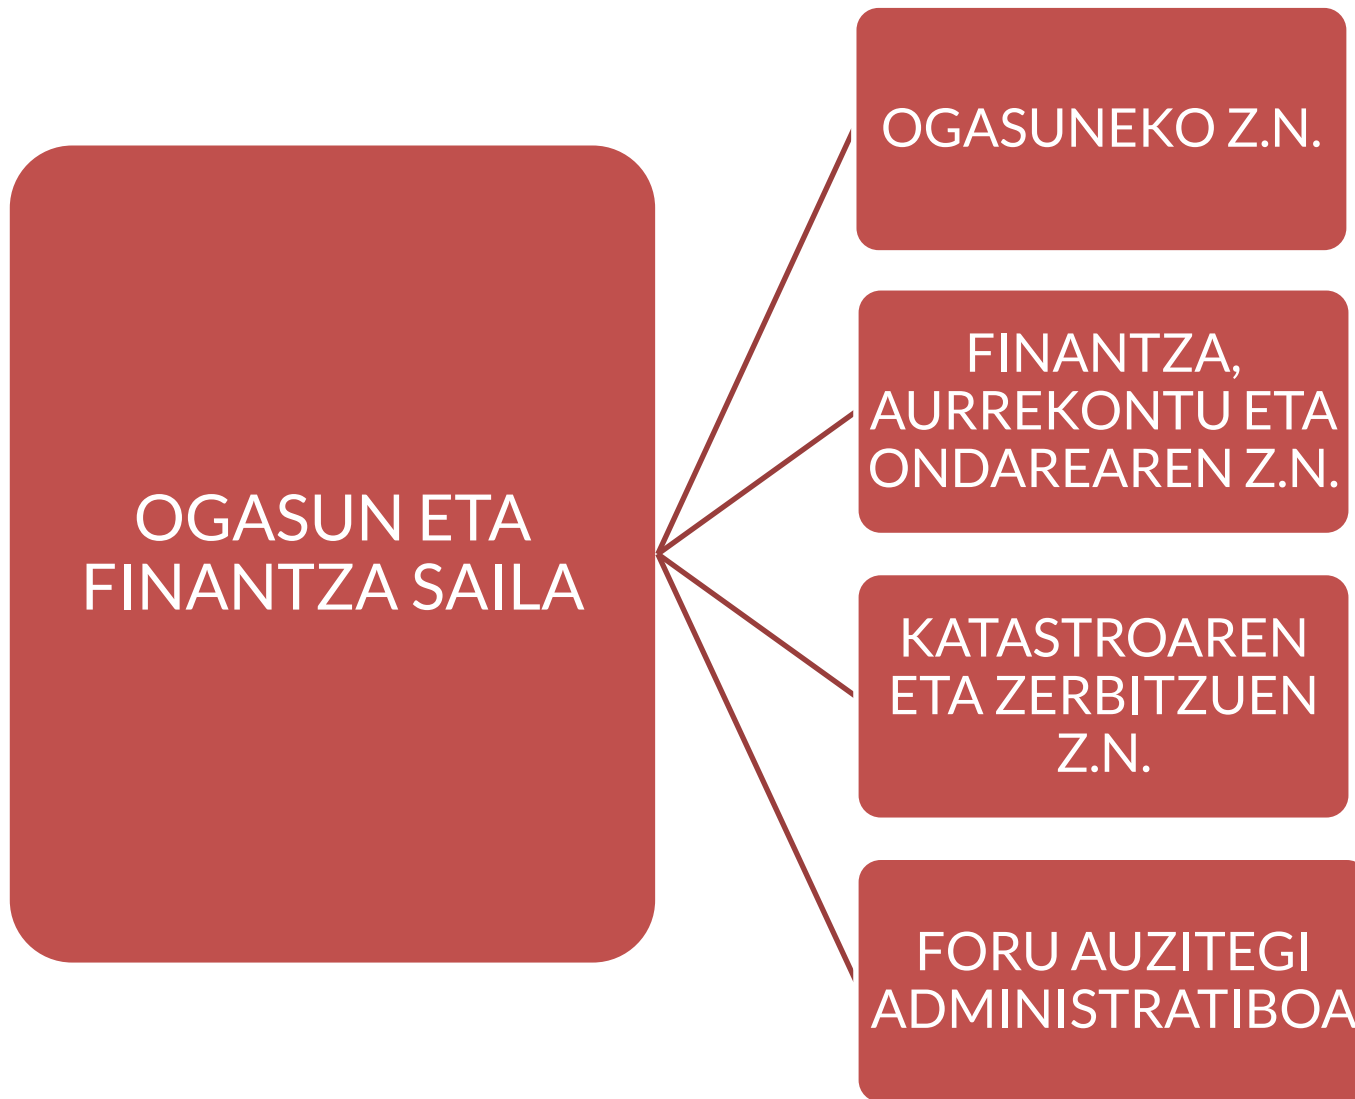 OGASUN ETA
FINANTZA SAILA
OGASUNEKO Z.N.
FINANTZA,
AURREKONTU ETA
ONDAREAREN Z.N.
KATASTROAREN
ETA ZERBITZUEN
Z.N.
FORU AUZITEGI
ADMINISTRATIBOA